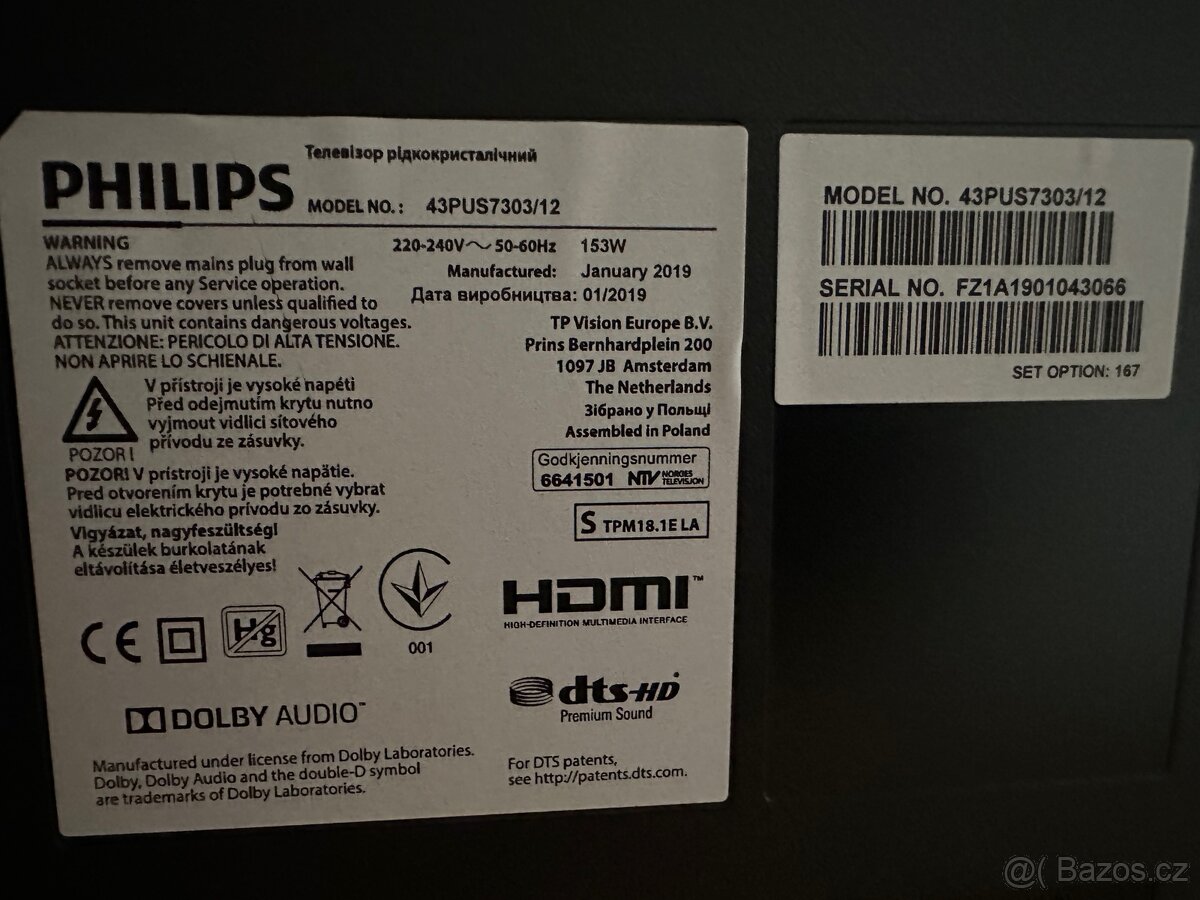 Телевізор рідкокристалічний
PHILIPS MODEL NO.: 43PUS7303/12
WARNING
ALWAYS remove mains plug from wall
socket before any Service operation.
NEVER remove covers unless qualified to
do so. This unit contains dangerous voltages.
ATTENZIONE: PERICOLO DI ALTA TENSIONE.
NON APRIRE LO SCHIENALE.
V přístroji je vysoké napětí
Před odejmutím krytu nutno
vyjmout vidlici síťového
přívodu ze zásuvky.
POZOR!
POZOR! V prístroji je vysoké napätie.
Pred otvorením krytu je potrebné vybrat
vidlicu elektrického prívodu zo zásuvky.
Vigyázat, nagyfeszültség!
A készülek burkolatának
eltávolítása életveszélyes!
220-240V~ 50-60Hz 153W
Manufactured: January 2019
Дата виробництва: 01/2019
TP Vision Europe B.V.
Prins Bernhardplein 200
1097 JB Amsterdam
The Netherlands
Зібрано у Польщі
Assembled in Poland
Godkjenningsnummer
6641501 NTV NORGES
TELEVISJON
S TPM18.1E LA
CE
Hg
001
HDMI™
HIGH-DEFINITION MULTIMEDIA INTERFACE
DOLBY AUDIO™
dts-HD
Premium Sound
Manufactured under license from Dolby Laboratories.
Dolby, Dolby Audio and the double-D symbol
are trademarks of Dolby Laboratories.
For DTS patents,
see http://patents.dts.com.
MODEL NO. 43PUS7303/12
SERIAL NO. FZ1A1901043066
SET OPTION: 167
@( Bazos.cz